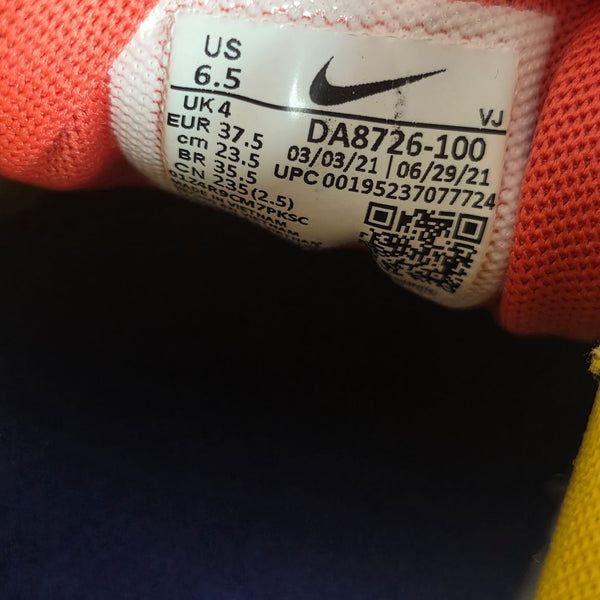 US
6.5
UK 4
EUR 37.5
cm 23.5
BR 35.5
CN 235(2.5)
VJ
DA8726-100
03/03/21 | 06/29/21
UPC 00195237077724
VIETNAM